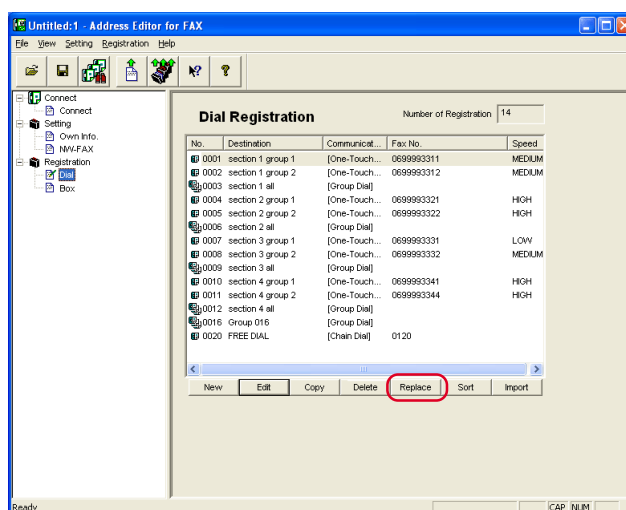 Untitled:1 - Address Editor for FAX
File View Setting Registration Help
Connect
Connect
Setting
Own Info.
NW-FAX
Registration
Dial
Box
Dial Registration
Number of Registration 14
No. Destination Communicat... Fax No. Speed
0001 section 1 group 1 [One-Touch... 0699993311 MEDIUM
0002 section 1 group 2 [One-Touch... 0699993312 MEDIUM
0003 section 1 all [Group Dial]
0004 section 2 group 1 [One-Touch... 0699993321 HIGH
0005 section 2 group 2 [One-Touch... 0699993322 HIGH
0006 section 2 all [Group Dial]
0007 section 3 group 1 [One-Touch... 0699993331 LOW
0008 section 3 group 2 [One-Touch... 0699993332 MEDIUM
0009 section 3 all [Group Dial]
0010 section 4 group 1 [One-Touch... 0699993341 HIGH
0011 section 4 group 2 [One-Touch... 0699993344 HIGH
0012 section 4 all [Group Dial]
0016 Group 016 [Group Dial]
0020 FREE DIAL [Chain Dial] 0120
New Edit Copy Delete Replace Sort Import
Ready CAP NUM